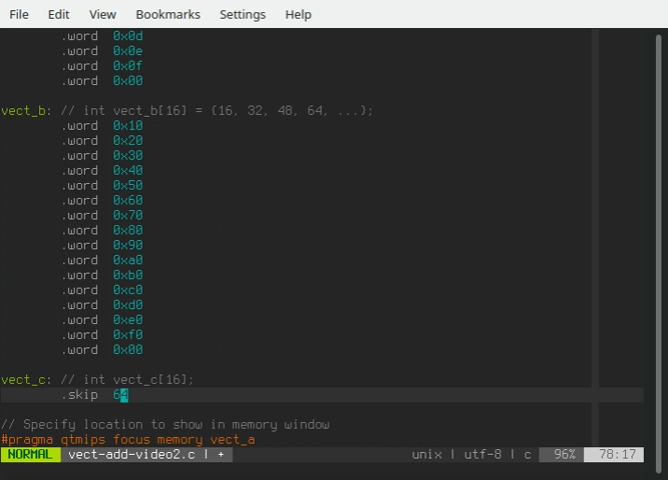 File Edit View Bookmarks Settings Help
.word 0x0d
.word 0x0e
.word 0x0f
.word 0x00
vect_b: // int vect_b[16] = {16, 32, 48, 64, ...};
.word 0x10
.word 0x20
.word 0x30
.word 0x40
.word 0x50
.word 0x60
.word 0x70
.word 0x80
.word 0x90
.word 0xa0
.word 0xb0
.word 0xc0
.word 0xd0
.word 0xe0
.word 0xf0
.word 0x00
vect_c: // int vect_c[16];
.skip 64
// Specify location to show in memory window
#pragma qtmips focus memory vect_a
NORMAL vect-add-video2.c | + unix | utf-8 | c 96% 78:17